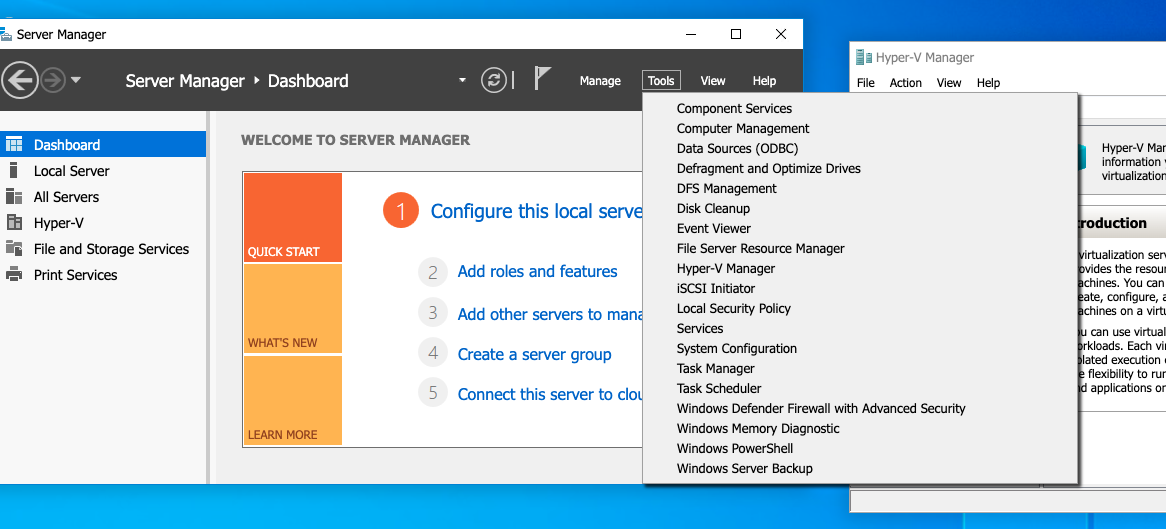 Server Manager
Server Manager Dashboard
Manage Tools View Help
Dashboard
Local Server
All Servers
Hyper-V
File and Storage Services
Print Services
WELCOME TO SERVER MANAGER
QUICK START
WHAT'S NEW
LEARN MORE
1 Configure this local serve
2 Add roles and features
3 Add other servers to mana
4 Create a server group
5 Connect this server to clou
Component Services
Computer Management
Data Sources (ODBC)
Defragment and Optimize Drives
DFS Management
Disk Cleanup
Event Viewer
File Server Resource Manager
Hyper-V Manager
iSCSI Initiator
Local Security Policy
Services
System Configuration
Task Manager
Task Scheduler
Windows Defender Firewall with Advanced Security
Windows Memory Diagnostic
Windows PowerShell
Windows Server Backup
Hyper-V Manager
File Action View Help
Hyper-V Mar
information
virtualization
roduction
virtualization serv
ovides the resour
achines. You can
eate, configure, a
achines on a virtu
u can use virtual
orkloads. Each vi
olated execution
e flexibility to run
d applications on